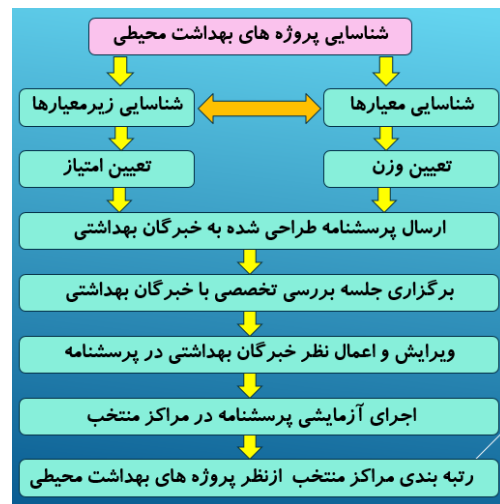 شناسایی پروژه های بهداشت محیطی
شناسایی معیارها
شناسایی زیرمعیارها
تعیین وزن
تعیین امتیاز
ارسال پرسشنامه طراحی شده به خبرگان بهداشتی
برگزاری جلسه بررسی تخصصی با خبرگان بهداشتی
ویرایش و اعمال نظر خبرگان بهداشتی در پرسشنامه
اجرای آزمایشی پرسشنامه در مراکز منتخب
رتبه بندی مراکز منتخب ازنظر پروژه های بهداشت محیطی